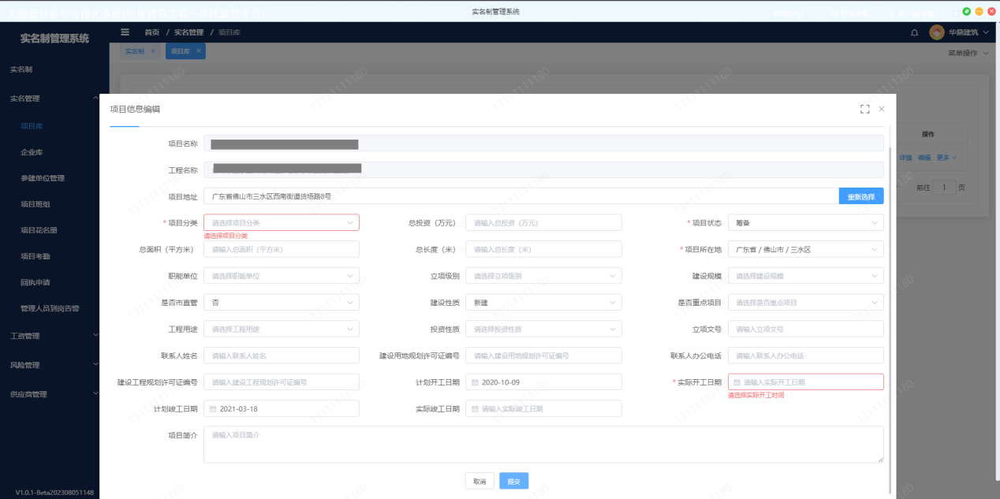 实名制管理系统
实名制管理系统
首页 / 实名管理 / 项目库
华鼎建筑
实名制 ×
项目库 ×
菜单操作
实名制
实名管理
项目库
企业库
参建单位管理
项目班组
项目花名册
项目考勤
回执申请
管理人员到岗告警
工资管理
风险管理
供应商管理
V1.0.1-Beta202308051148
操作
详情 编辑 更多
前往 1 页
项目信息编辑
项目名称
工程名称
项目地址 广东省佛山市三水区西南街道货场路8号 重新选择
* 项目分类 请选择项目分类 总投资（万元） 请输入总投资（万元） * 项目状态 筹备
请选择项目分类
总面积（平方米） 请输入总面积（平方米） 总长度（米） 请输入总长度（米） * 项目所在地 广东省 / 佛山市 / 三水区
职能单位 请选择职能单位 立项级别 请选择立项级别 建设规模 请选择建设规模
是否市直管 否 建设性质 新建 是否重点项目 请选择是否重点项目
工程用途 请选择工程用途 投资性质 请选择投资性质 立项文号 请输入立项文号
联系人姓名 请输入联系人姓名 建设用地规划许可证编号 请输入建设用地规划许可证编号 联系人办公电话 请输入联系人办公电话
建设工程规划许可证编号 请输入建设工程规划许可证编号 计划开工日期 2020-10-09 * 实际开工日期 请输入实际开工日期
请选择实际开工时间
计划竣工日期 2021-03-18 实际竣工日期 请输入实际竣工日期
项目简介 请输入项目简介
取消 提交